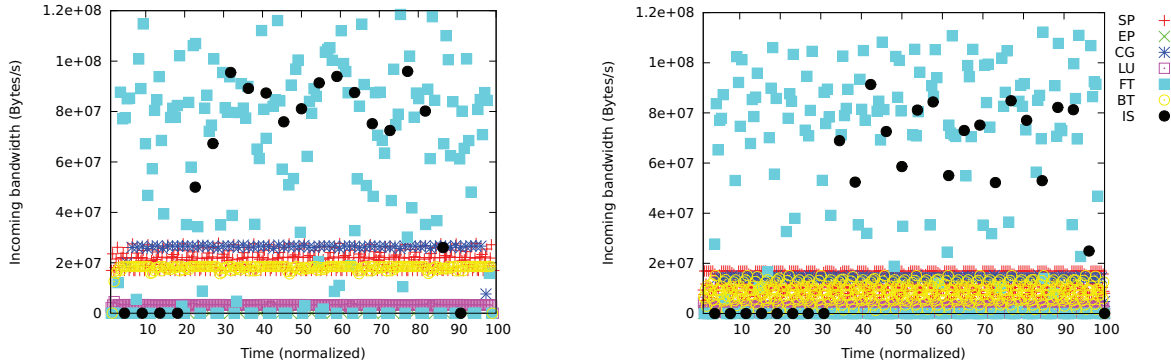 1.2e+08
1e+08
8e+07
6e+07
4e+07
2e+07
0
10 20 30 40 50 60 70 80 90 100
Incoming bandwidth (Bytes/s)
Time (normalized)
1.2e+08
1e+08
8e+07
6e+07
4e+07
2e+07
0
10 20 30 40 50 60 70 80 90 100
Incoming bandwidth (Bytes/s)
Time (normalized)
SP
EP
CG
LU
FT
BT
IS